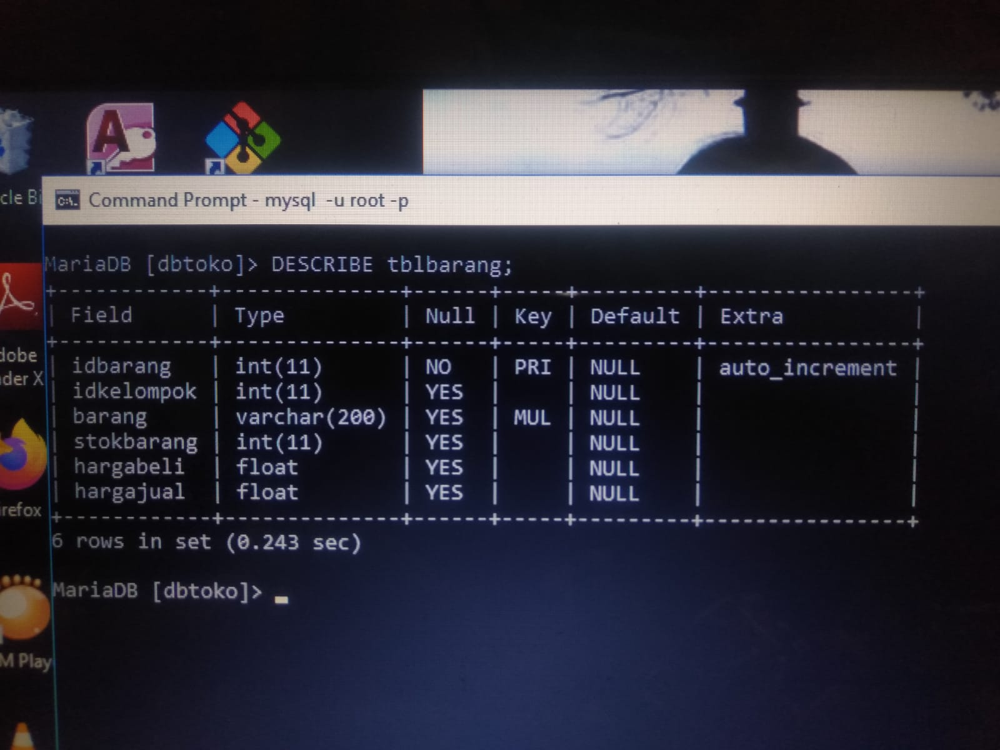 cle Bi
Command Prompt - mysql  -u root -p
MariaDB [dbtoko]> DESCRIBE tblbarang;
+------------+--------------+------+-----+---------+----------------+
| Field      | Type         | Null | Key | Default | Extra          |
+------------+--------------+------+-----+---------+----------------+
| idbarang   | int(11)      | NO   | PRI | NULL    | auto_increment |
| idkelompok | int(11)      | YES  |     | NULL    |                |
| barang     | varchar(200) | YES  | MUL | NULL    |                |
| stokbarang | int(11)      | YES  |     | NULL    |                |
| hargabeli  | float        | YES  |     | NULL    |                |
| hargajual  | float        | YES  |     | NULL    |                |
+------------+--------------+------+-----+---------+----------------+
6 rows in set (0.243 sec)
MariaDB [dbtoko]>
dobe
der X
refox
M Play